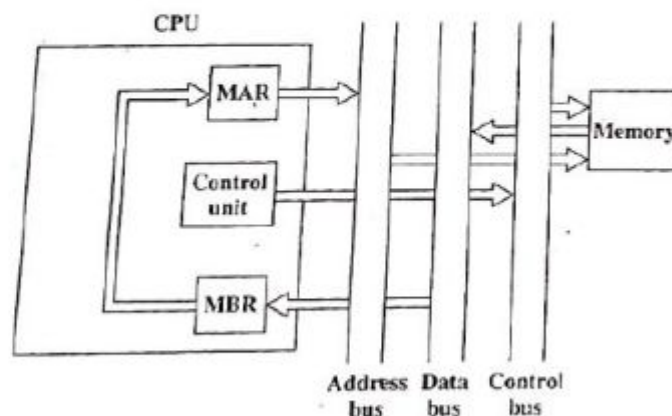 CPU
MAR
Memory
Control
unit
MBR
Address Data Control
bus bus bus